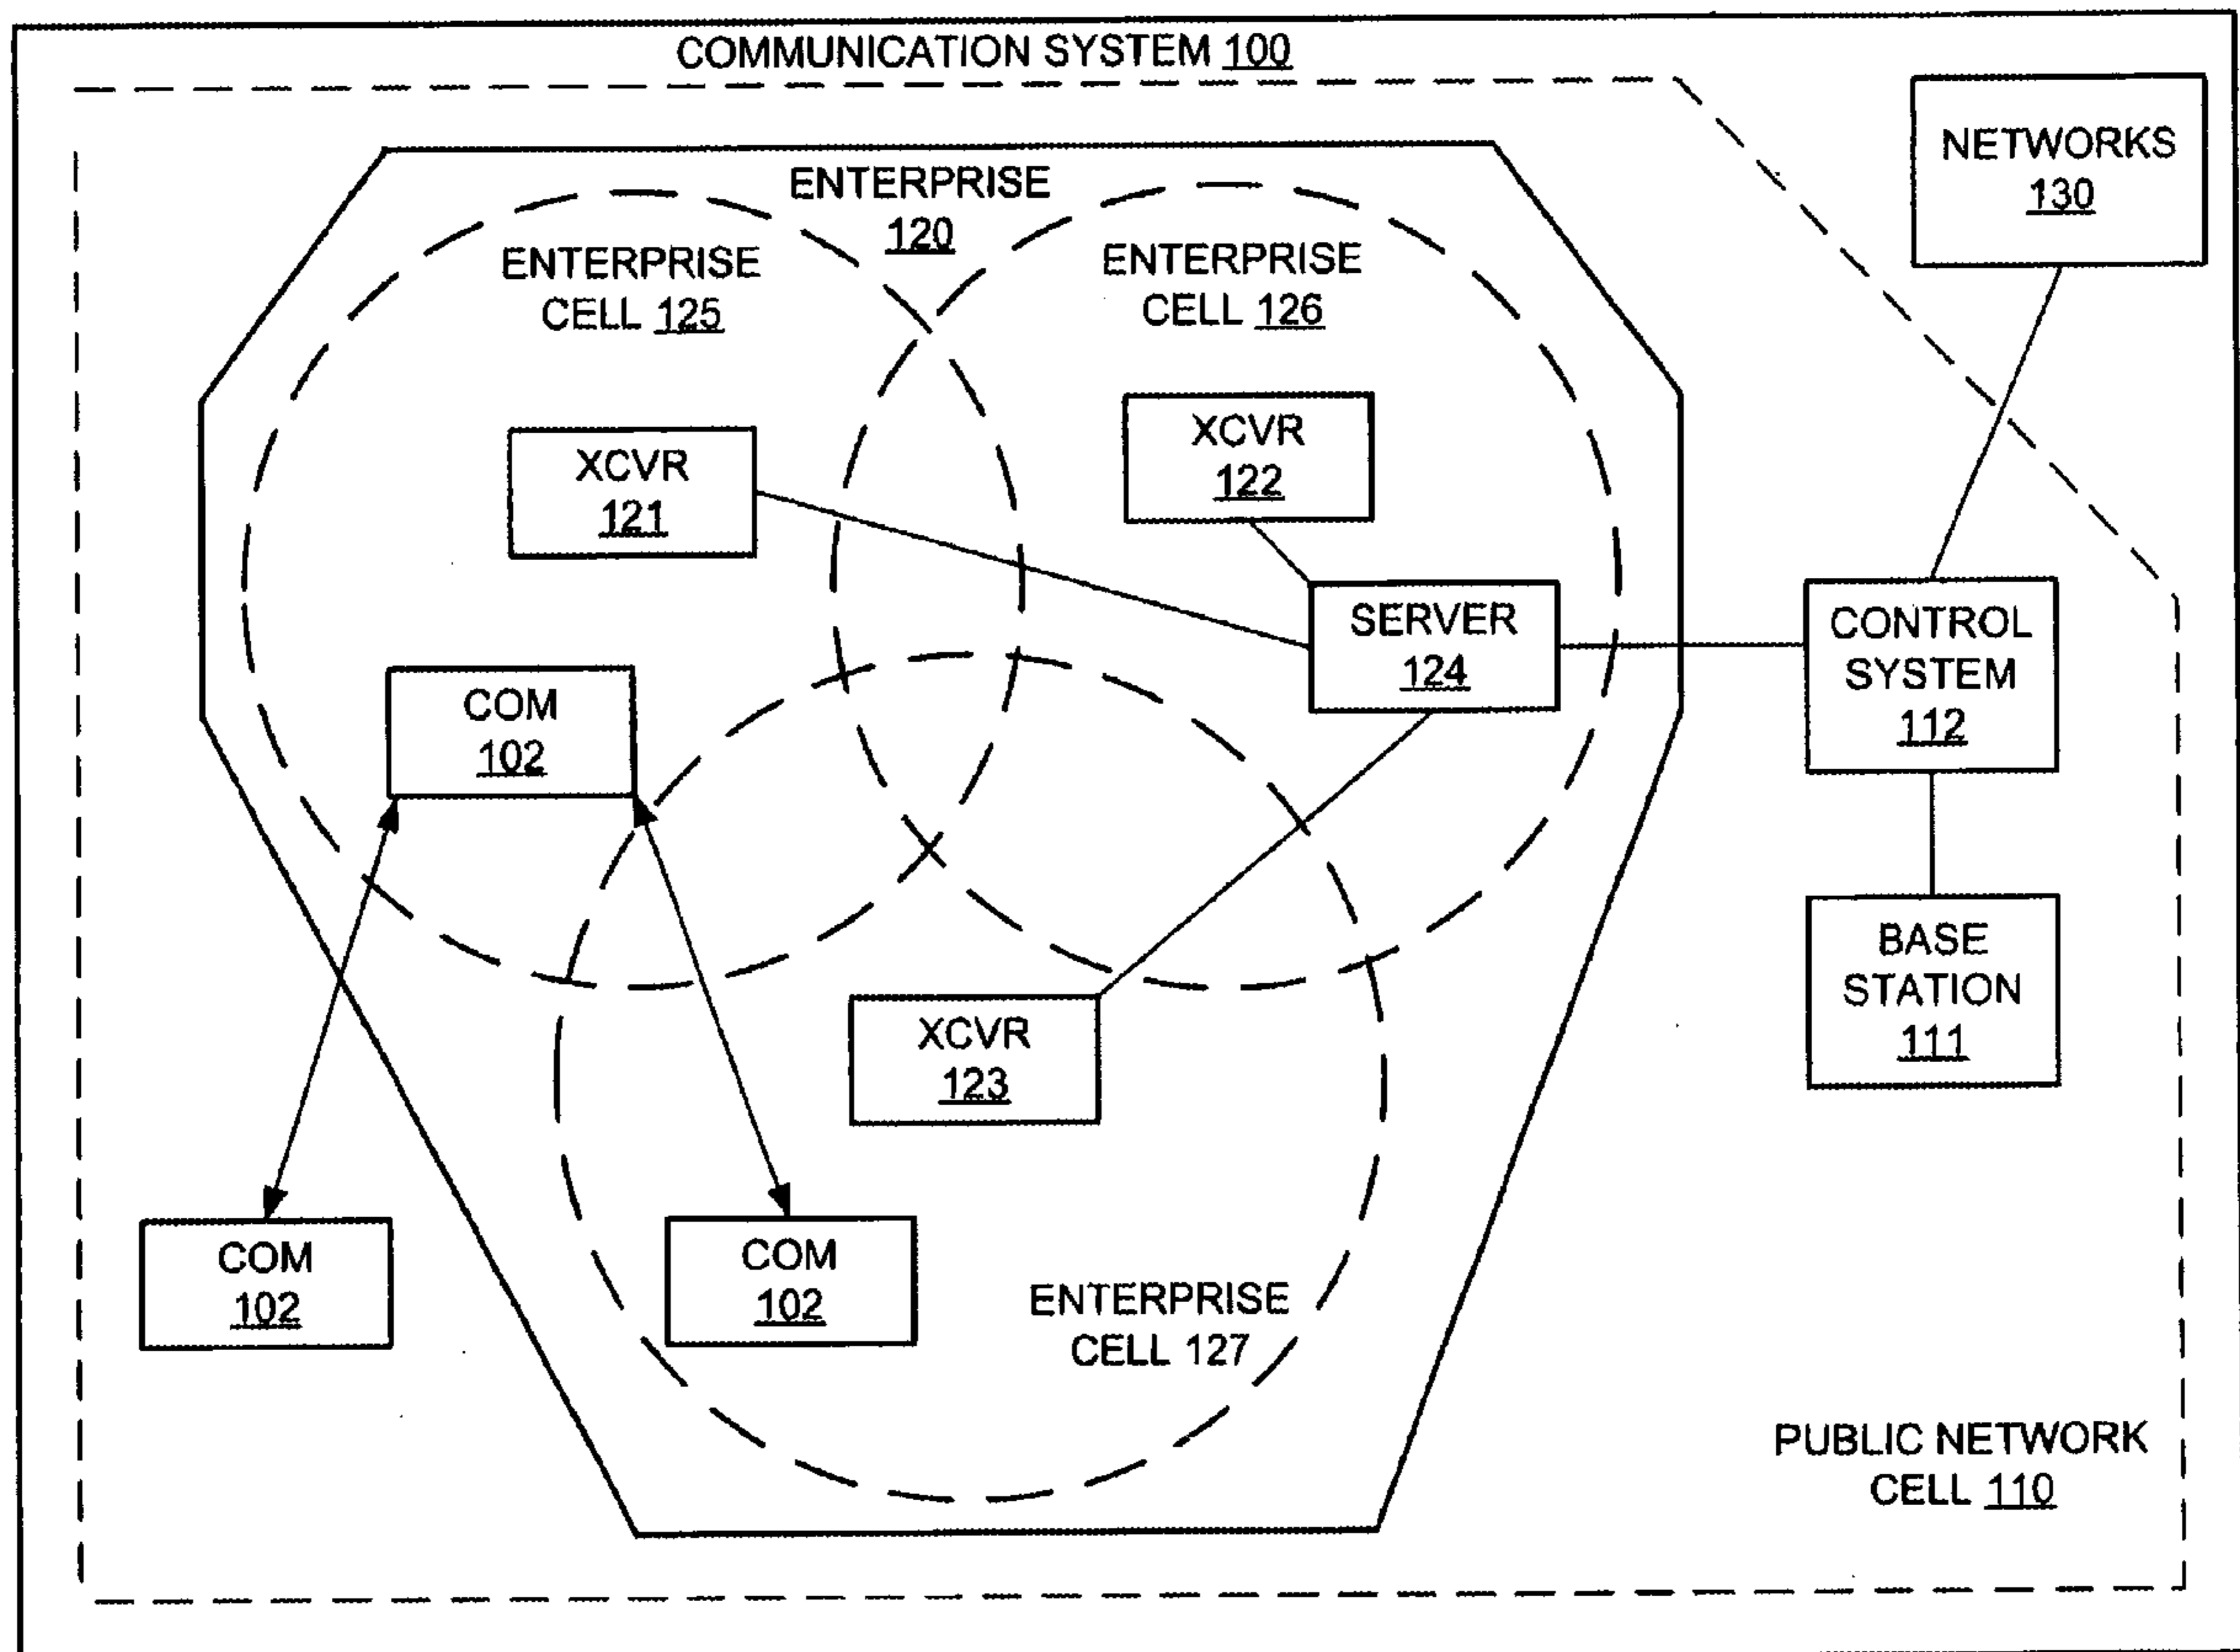 COMMUNICATION SYSTEM 100
NETWORKS
130
ENTERPRISE
120
ENTERPRISE
CELL 125
ENTERPRISE
CELL 126
XCVR
121
XCVR
122
SERVER
124
CONTROL
SYSTEM
112
COM
102
BASE
STATION
111
XCVR
123
COM
102
COM
102
ENTERPRISE
CELL 127
PUBLIC NETWORK
CELL 110